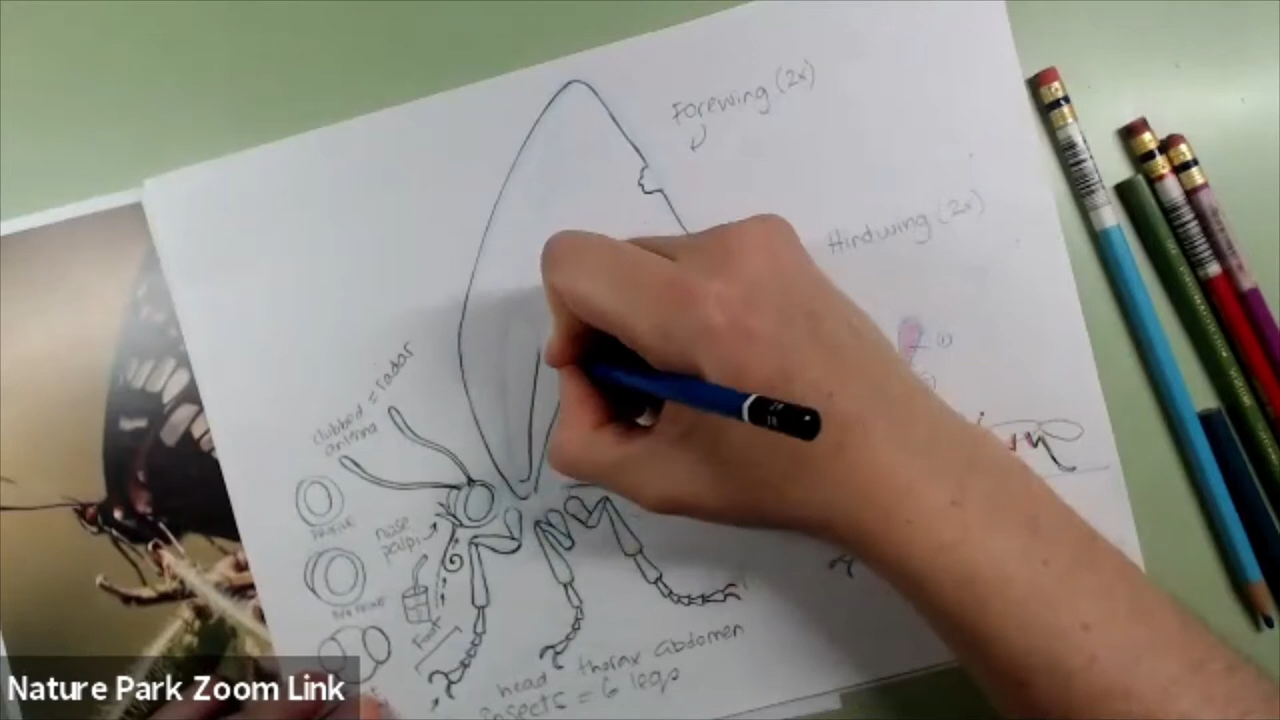 Forewing (2x)
Hindwing (2x)
clubbed = radar
antenna
nose
palpi
Foot
head thorax abdomen
insects = 6 legs
Nature Park Zoom Link